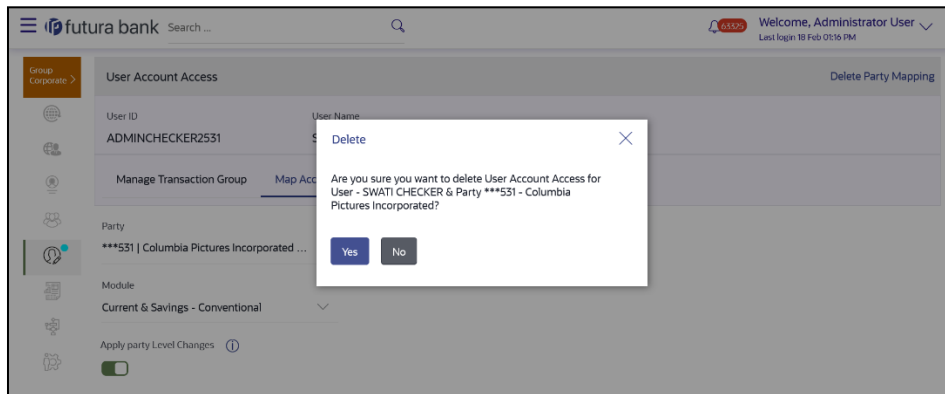 futura bank Search ...
63325
Welcome, Administrator User
Last login 18 Feb 01:16 PM
Group
Corporate >
User Account Access
Delete Party Mapping
User ID
User Name
ADMINCHECKER2531
S
Delete
Are you sure you want to delete User Account Access for
User - SWATI CHECKER & Party ***531 - Columbia
Pictures Incorporated?
Yes No
Manage Transaction Group
Map Acc
Party
***531 | Columbia Pictures Incorporated ...
Module
Current & Savings - Conventional
Apply party Level Changes